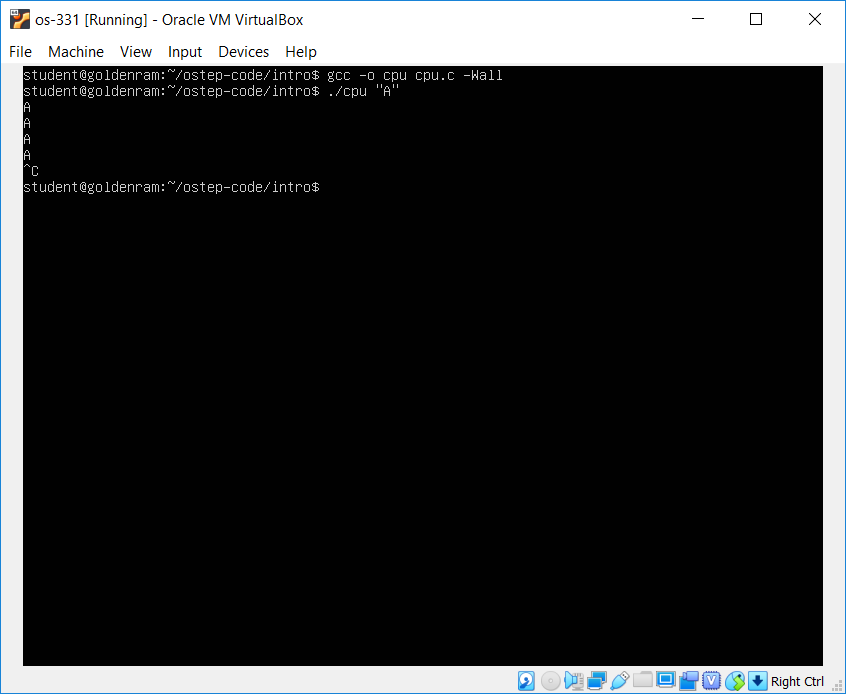 os-331 [Running] - Oracle VM VirtualBox
File Machine View Input Devices Help
student@goldenram:~/ostep-code/intro$ gcc -o cpu cpu.c -Wall
student@goldenram:~/ostep-code/intro$ ./cpu "A"
A
A
A
A
^C
student@goldenram:~/ostep-code/intro$
Right Ctrl